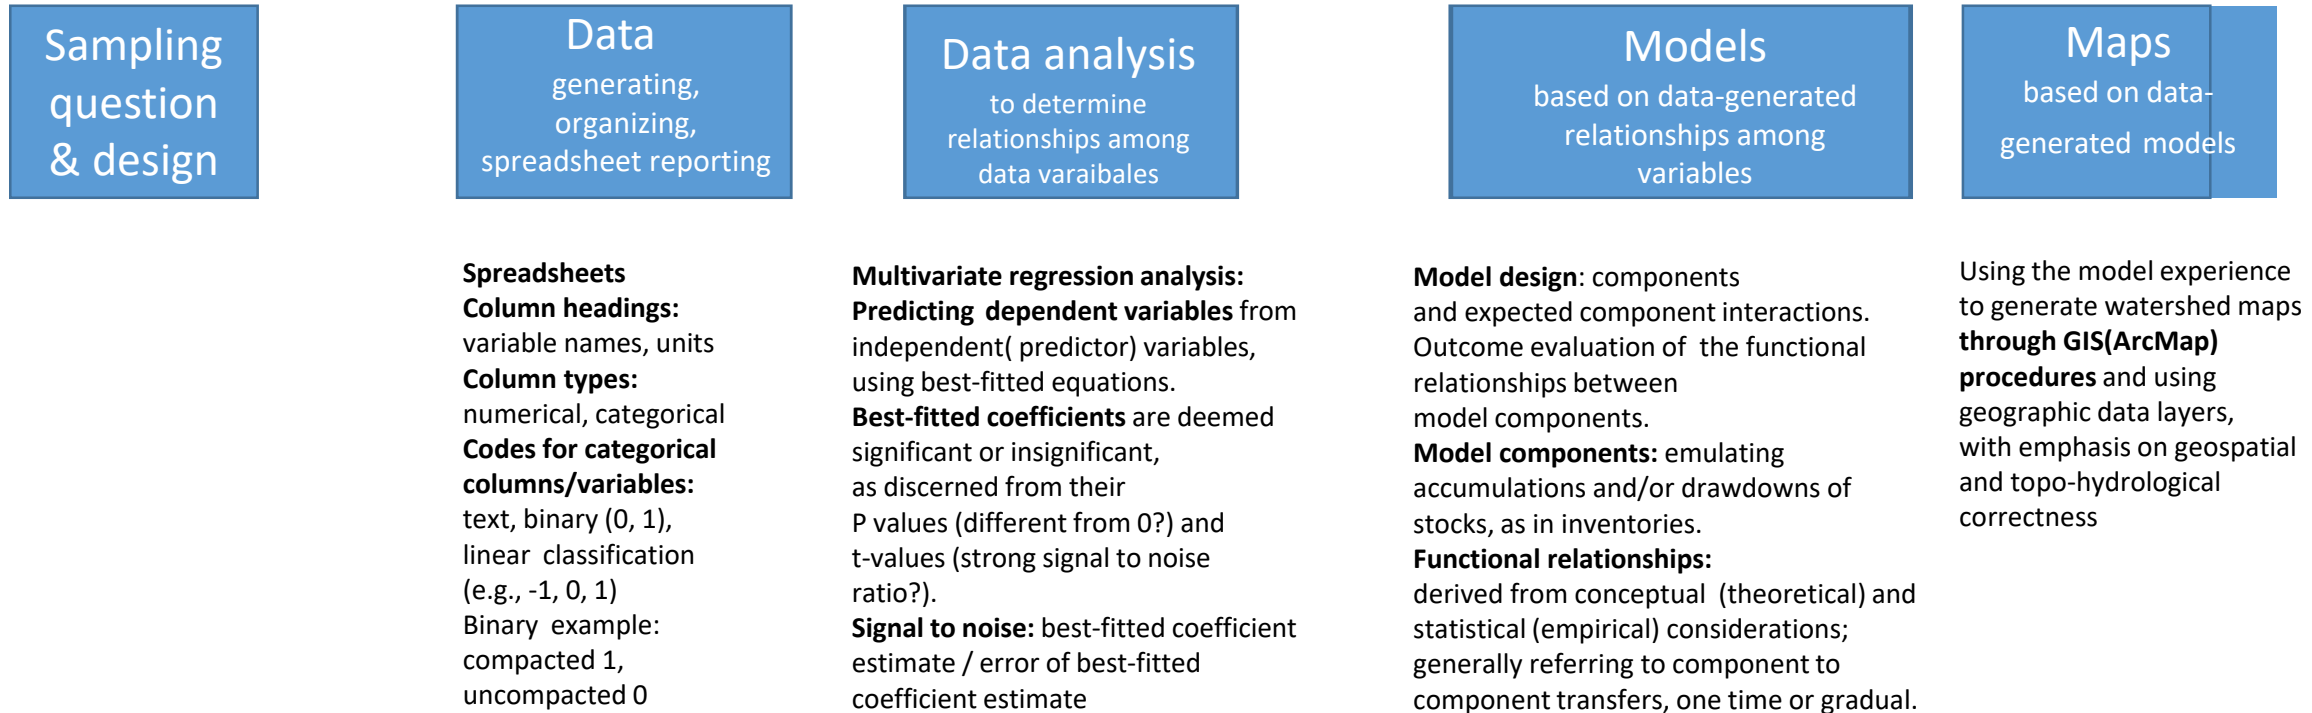 Sampling
question
& design
Data
generating,
organizing,
spreadsheet reporting
Data analysis
to determine
relationships among
data varaibales
Models
based on data-generated
relationships among
variables
Maps
based on data-
generated models
Spreadsheets
Column headings:
variable names, units
Column types:
numerical, categorical
Codes for categorical
columns/variables:
text, binary (0, 1),
linear classification
(e.g., -1, 0, 1)
Binary example:
compacted 1,
uncompacted 0
Multivariate regression analysis:
Predicting dependent variables from
independent( predictor) variables,
using best-fitted equations.
Best-fitted coefficients are deemed
significant or insignificant,
as discerned from their
P values (different from 0?) and
t-values (strong signal to noise
ratio?).
Signal to noise: best-fitted coefficient
estimate / error of best-fitted
coefficient estimate
Model design: components
and expected component interactions.
Outcome evaluation of the functional
relationships between
model components.
Model components: emulating
accumulations and/or drawdowns of
stocks, as in inventories.
Functional relationships:
derived from conceptual (theoretical) and
statistical (empirical) considerations;
generally referring to component to
component transfers, one time or gradual.
Using the model experience
to generate watershed maps
through GIS(ArcMap)
procedures and using
geographic data layers,
with emphasis on geospatial
and topo-hydrological
correctness